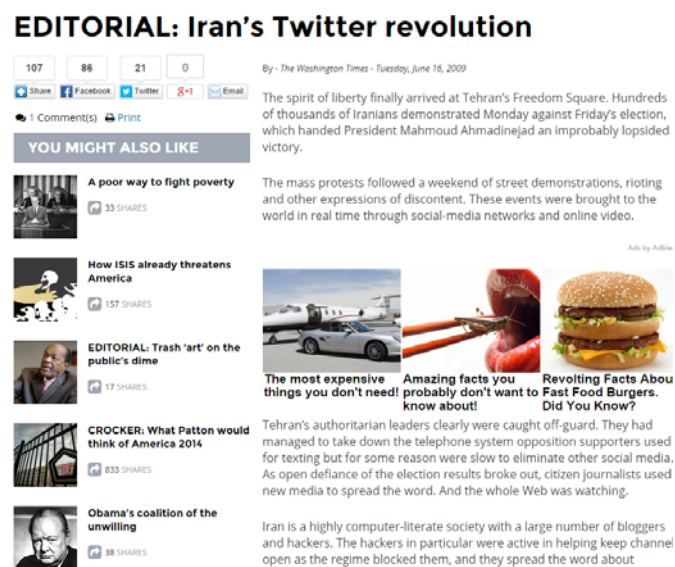 EDITORIAL: Iran's Twitter revolution
107
86
21
0
Share
Facebook
Twitter
g+1
Email
1 Comment(s)
Print
YOU MIGHT ALSO LIKE
A poor way to fight poverty
33 SHARES
How ISIS already threatens
America
157 SHARES
EDITORIAL: Trash 'art' on the
public's dime
17 SHARES
CROCKER: What Patton would
think of America 2014
833 SHARES
Obama's coalition of the
unwilling
38 SHARES
By - The Washington Times - Tuesday, June 16, 2009
The spirit of liberty finally arrived at Tehran's Freedom Square. Hundreds
of thousands of Iranians demonstrated Monday against Friday's election,
which handed President Mahmoud Ahmadinejad an improbably lopsided
victory.
The mass protests followed a weekend of street demonstrations, rioting
and other expressions of discontent. These events were brought to the
world in real time through social-media networks and online video.
Ads by
The most expensive
things you don't need!
Amazing facts you
probably don't want to
know about!
Revolting Facts Abou
Fast Food Burgers.
Did You Know?
Tehran's authoritarian leaders clearly were caught off-guard. They had
managed to take down the telephone system opposition supporters used
for texting but for some reason were slow to eliminate other social media.
As open defiance of the election results broke out, citizen journalists used
new media to spread the word. And the whole Web was watching.
Iran is a highly computer-literate society with a large number of bloggers
and hackers. The hackers in particular were active in helping keep channel
open as the regime blocked them, and they spread the word about